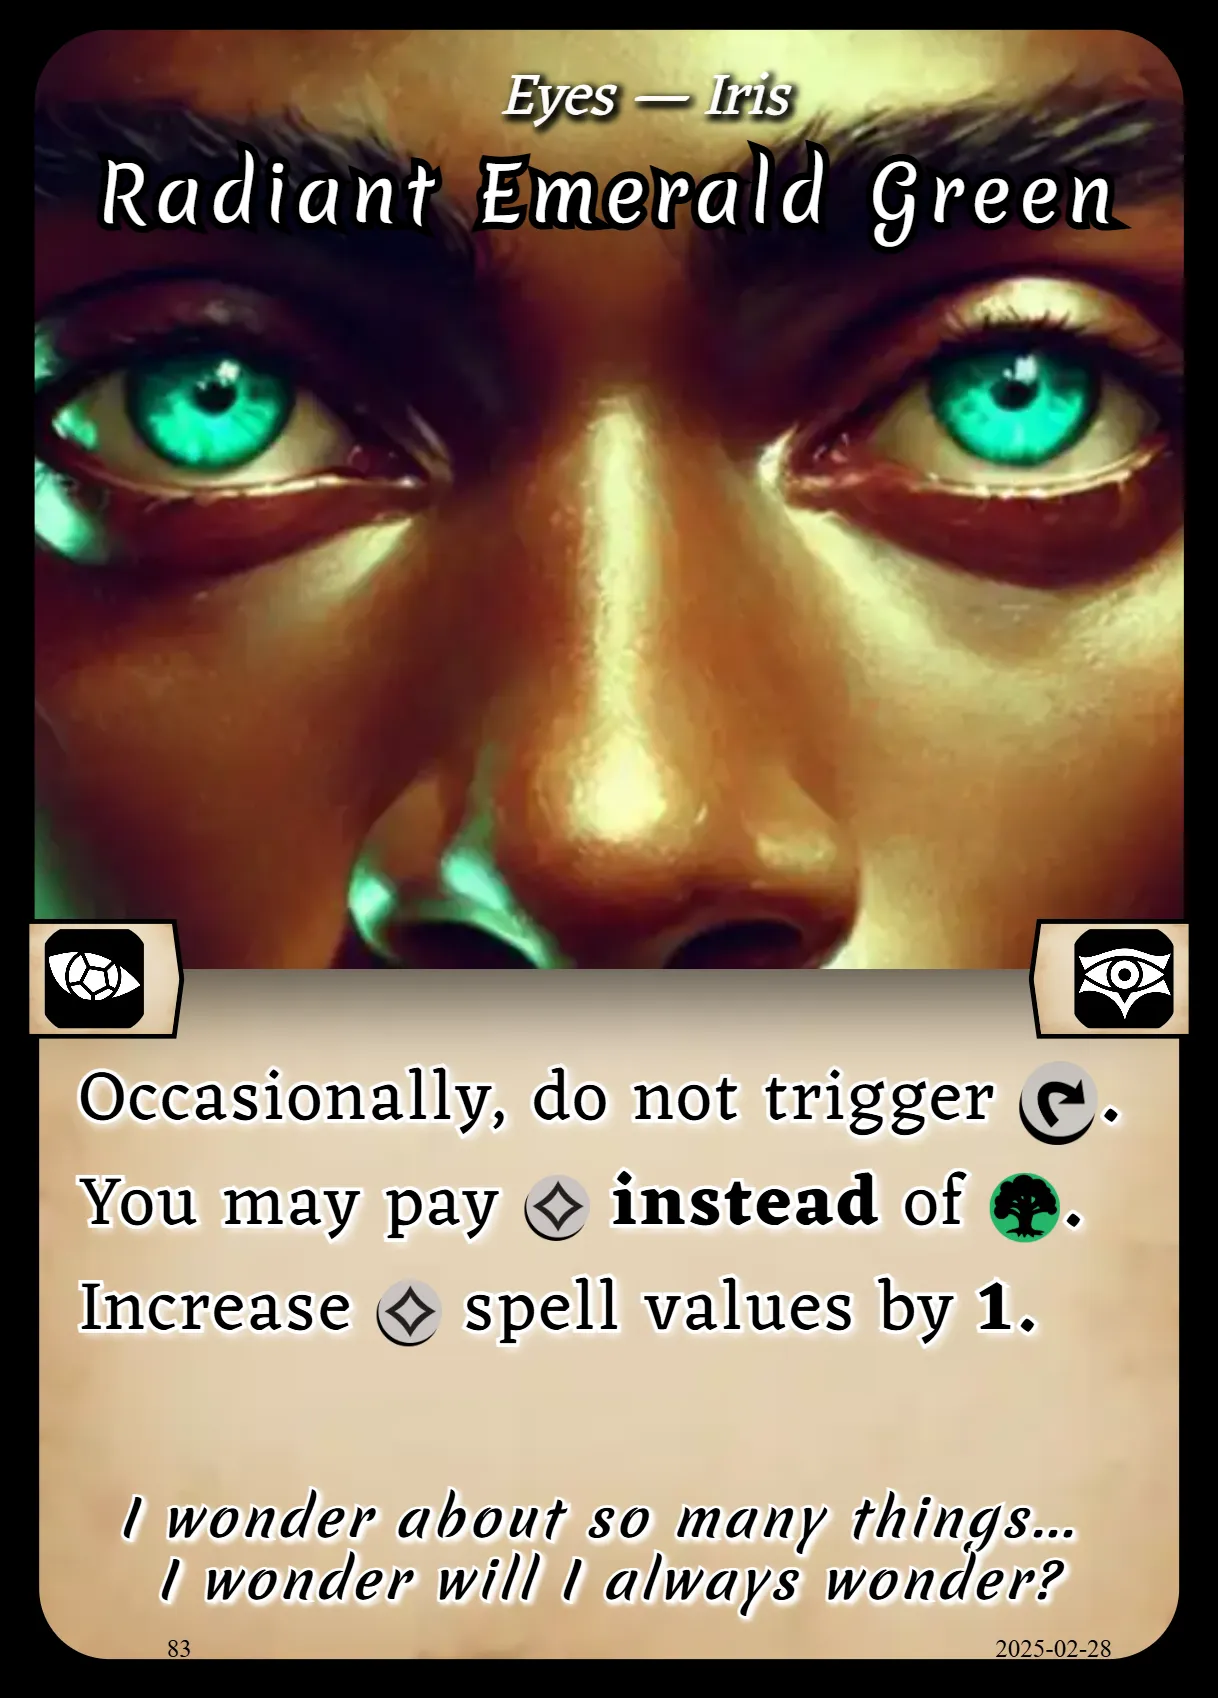 Eyes — Iris
Radiant Emerald Green
Occasionally, do not trigger .
You may pay instead of .
Increase spell values by 1.
I wonder about so many things...
I wonder will I always wonder?
83
2025-02-28